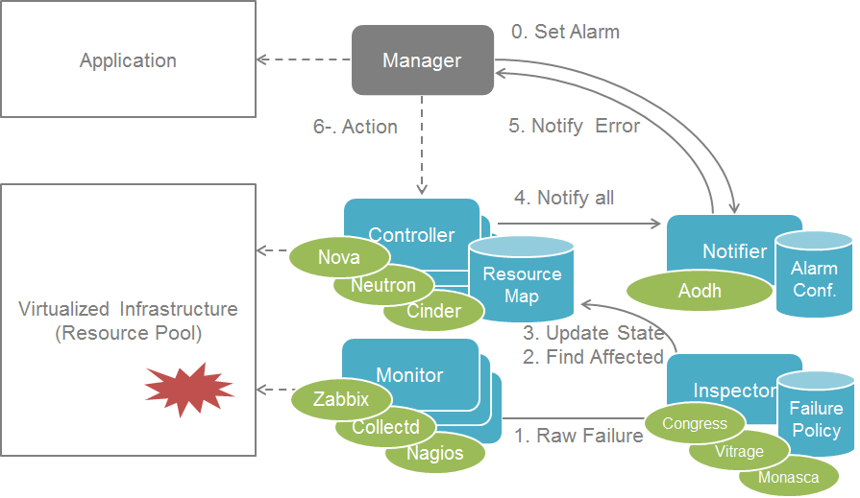 Application
Manager
0. Set Alarm
6-. Action
5. Notify Error
Controller
4. Notify all
Nova
Neutron
Cinder
Resource
Map
Notifier
Aodh
Alarm
Conf.
Virtualized Infrastructure
(Resource Pool)
3. Update State
2. Find Affected
Monitor
Zabbix
Collectd
Nagios
1. Raw Failure
Inspector
Congress
Vitrage
Monasca
Failure
Policy